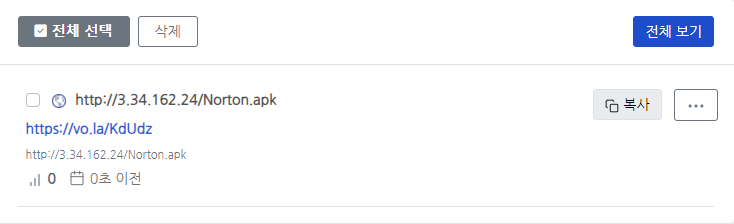 전체 선택 삭제 전체 보기
http://3.34.162.24/Norton.apk 복사 ...
https://vo.la/KdUdz
http://3.34.162.24/Norton.apk
0 0초 이전